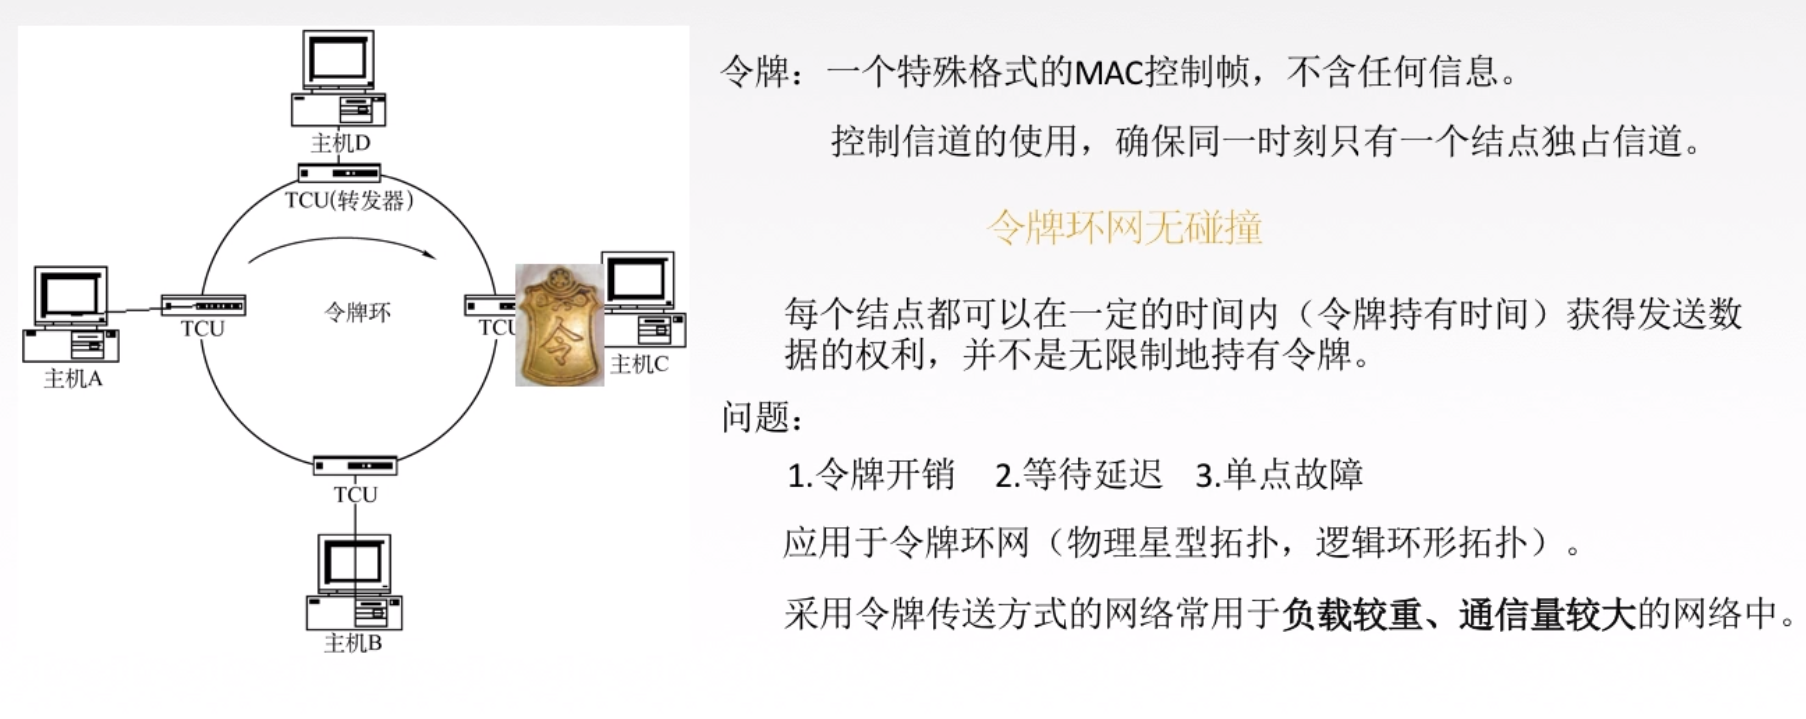 主机D
TCU(转发器)
令牌环
TCU
主机A
TCU
主机C
令
TCU
主机B
令牌：一个特殊格式的MAC控制帧，不含任何信息。
控制信道的使用，确保同一时刻只有一个结点独占信道。
令牌环网无碰撞
每个结点都可以在一定的时间内（令牌持有时间）获得发送数
据的权利，并不是无限制地持有令牌。
问题：
1.令牌开销 2.等待延迟 3.单点故障
应用于令牌环网（物理星型拓扑，逻辑环形拓扑）。
采用令牌传送方式的网络常用于负载较重、通信量较大的网络中。